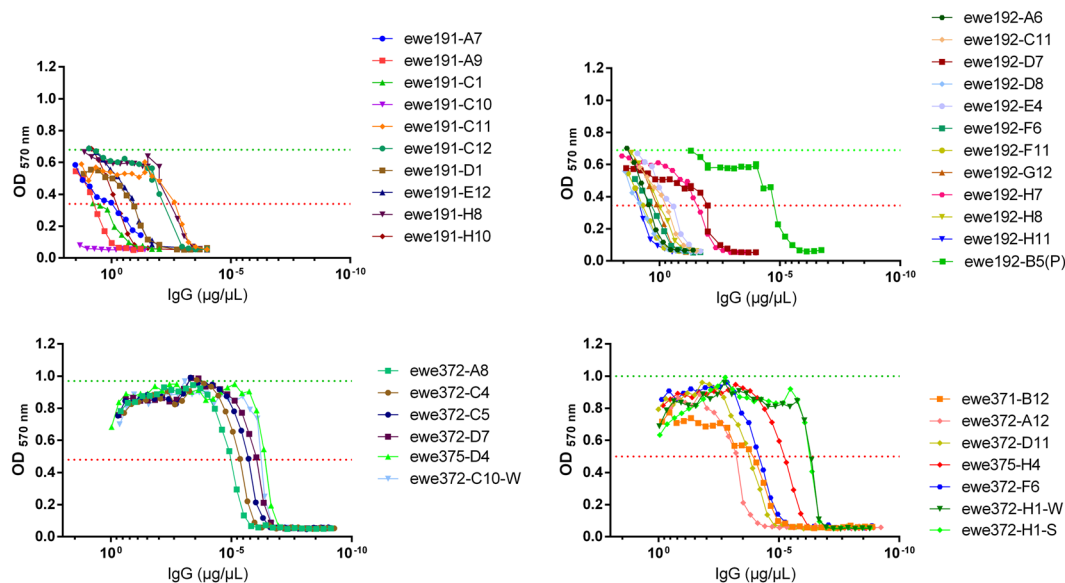 ewe191-A7
ewe191-A9
ewe191-C1
ewe191-C10
ewe191-C11
ewe191-C12
ewe191-D1
ewe191-E12
ewe191-H8
ewe191-H10
1.2
1.0
0.8
0.6
0.4
0.2
0.0
OD 570 nm
10⁰
10⁻⁵
10⁻¹⁰
IgG (µg/µL)
ewe192-A6
ewe192-C11
ewe192-D7
ewe192-D8
ewe192-E4
ewe192-F6
ewe192-F11
ewe192-G12
ewe192-H7
ewe192-H8
ewe192-H11
ewe192-B5(P)
1.2
1.0
0.8
0.6
0.4
0.2
0.0
OD 570 nm
10⁰
10⁻⁵
10⁻¹⁰
IgG (µg/µL)
ewe372-A8
ewe372-C4
ewe372-C5
ewe372-D7
ewe375-D4
ewe372-C10-W
1.2
1.0
0.8
0.6
0.4
0.2
0.0
OD 570 nm
10⁰
10⁻⁵
10⁻¹⁰
IgG (µg/µL)
ewe371-B12
ewe372-A12
ewe372-D11
ewe375-H4
ewe372-F6
ewe372-H1-W
ewe372-H1-S
1.2
1.0
0.8
0.6
0.4
0.2
0.0
OD 570 nm
10⁰
10⁻⁵
10⁻¹⁰
IgG (µg/µL)